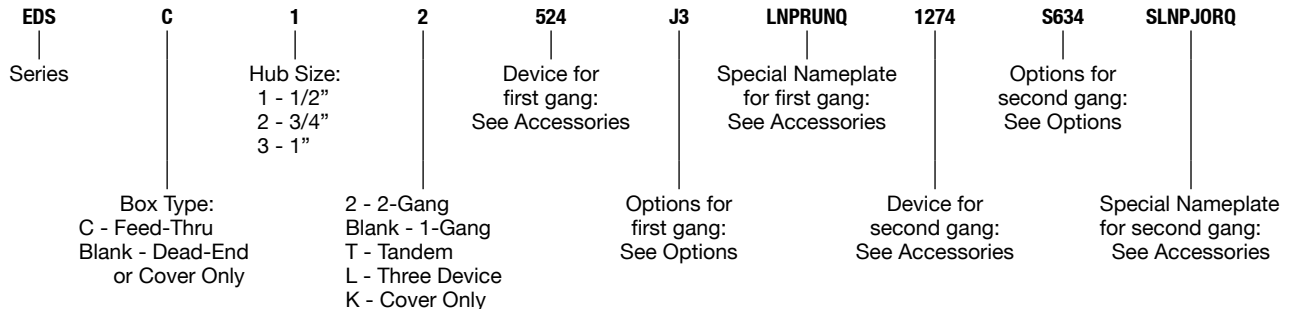 EDS C 1 2 524 J3 LNPRUNQ 1274 S634 SLNPJORQ
Series
Hub Size:
1 - 1/2”
2 - 3/4”
3 - 1”
Device for
first gang:
See Accessories
Special Nameplate
for first gang:
See Accessories
Options for
second gang:
See Options
Box Type:
C - Feed-Thru
Blank - Dead-End
or Cover Only
2 - 2-Gang
Blank - 1-Gang
T - Tandem
L - Three Device
K - Cover Only
Options for
first gang:
See Options
Device for
second gang:
See Accessories
Special Nameplate
for second gang:
See Accessories